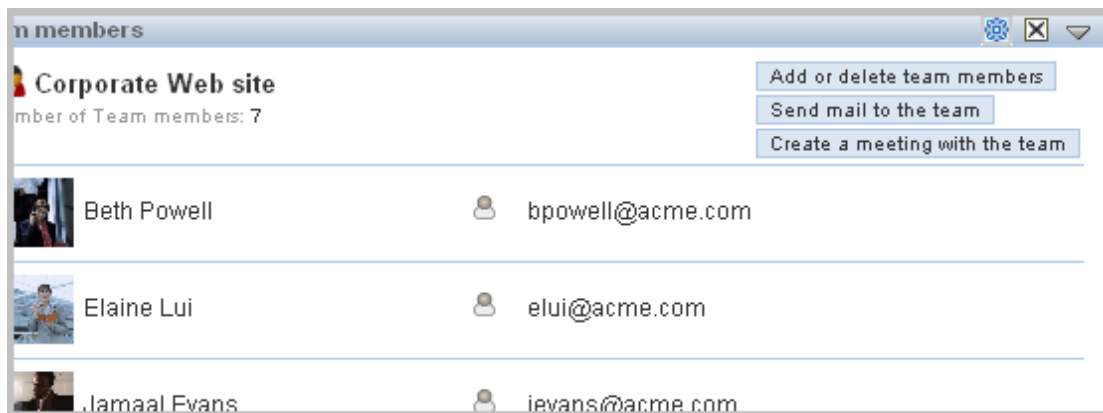 m members
Corporate Web site
mber of Team members: 7
Add or delete team members
Send mail to the team
Create a meeting with the team
Beth Powell
bpowell@acme.com
Elaine Lui
elui@acme.com
Jamaal Evans
jevans@acme.com